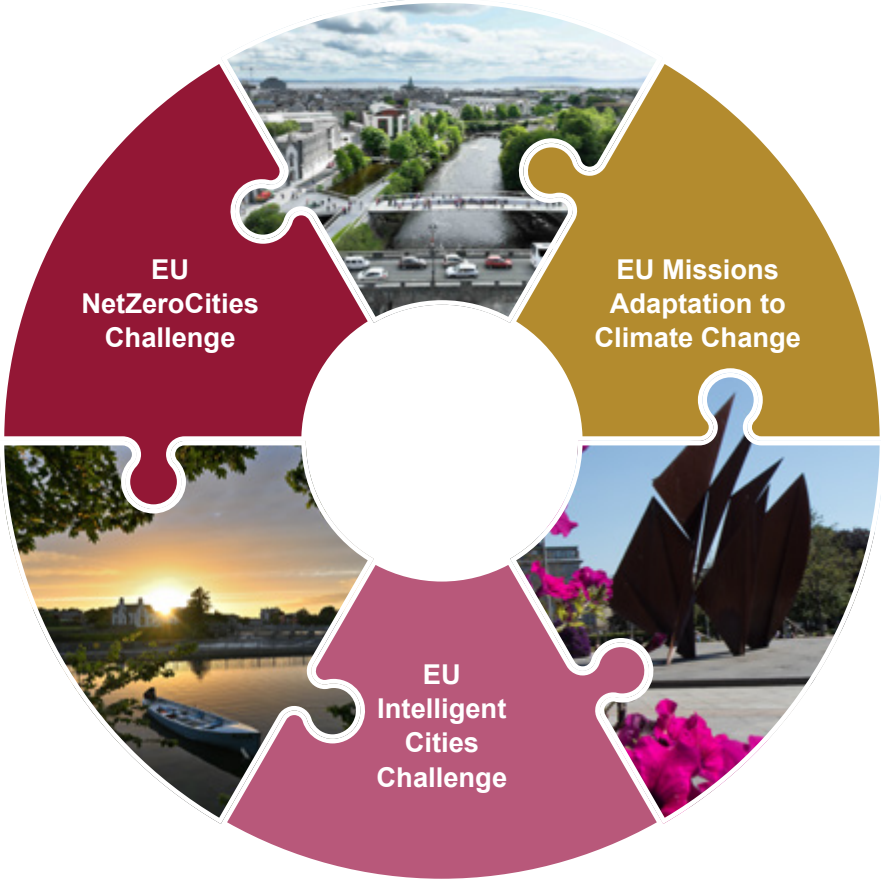 EU
NetZeroCities
Challenge
EU Missions
Adaptation to
Climate Change
EU
Intelligent
Cities
Challenge